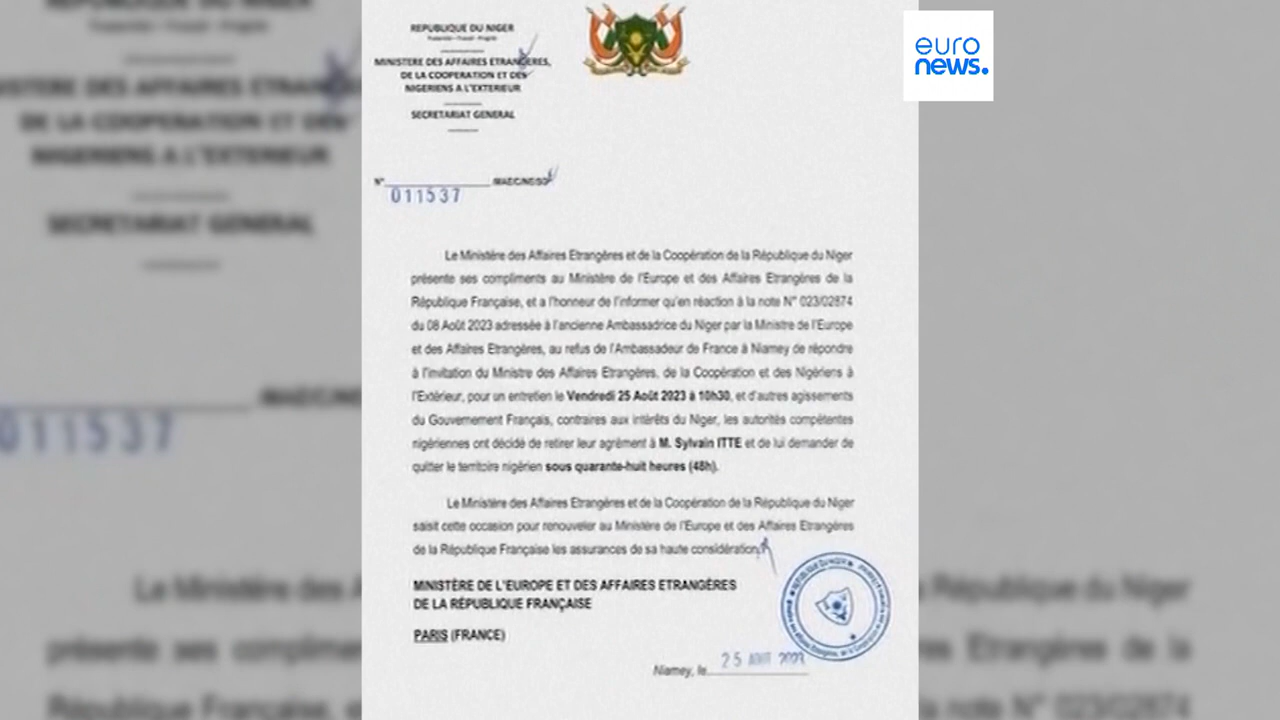 euro
news.
REPUBLIQUE DU NIGER
Fraternité - Travail - Progrès
MINISTERE DES AFFAIRES ETRANGERES,
DE LA COOPERATION ET DES
NIGERIENS A L'EXTERIEUR
SECRETARIAT GENERAL
N°
011537
Le Ministère des Affaires Etrangères et de la Coopération de la République du Niger
présente ses compliments au Ministère de l'Europe et des Affaires Etrangères de la
République Française, et a l'honneur de l'informer qu'en réaction à la note N° 023/02874
du 08 Août 2023 adressée à l'ancienne Ambassadrice du Niger par la Ministre de l'Europe
et des Affaires Etrangères, au refus de l'Ambassadeur de France à Niamey de répondre
à l'invitation du Ministre des Affaires Etrangères, de la Coopération et des Nigériens à
l'Extérieur, pour un entretien le Vendredi 25 Août 2023 à 10h30, et d'autres agissements
du Gouvernement Français, contraires aux intérêts du Niger, les autorités compétentes
nigériennes ont décidé de retirer leur agrément à M. Sylvain ITTE et de lui demander de
quitter le territoire nigérien sous quarante-huit heures (48h).
Le Ministère des Affaires Etrangères et de la Coopération de la République du Niger
saisit cette occasion pour renouveler au Ministère de l'Europe et des Affaires Etrangères
de la République Française les assurances de sa haute considération
MINISTÈRE DE L'EUROPE ET DES AFFAIRES ETRANGÈRES
DE LA RÉPUBLIQUE FRANÇAISE
PARIS (FRANCE)
Niamey, le 25 AOUT 2023